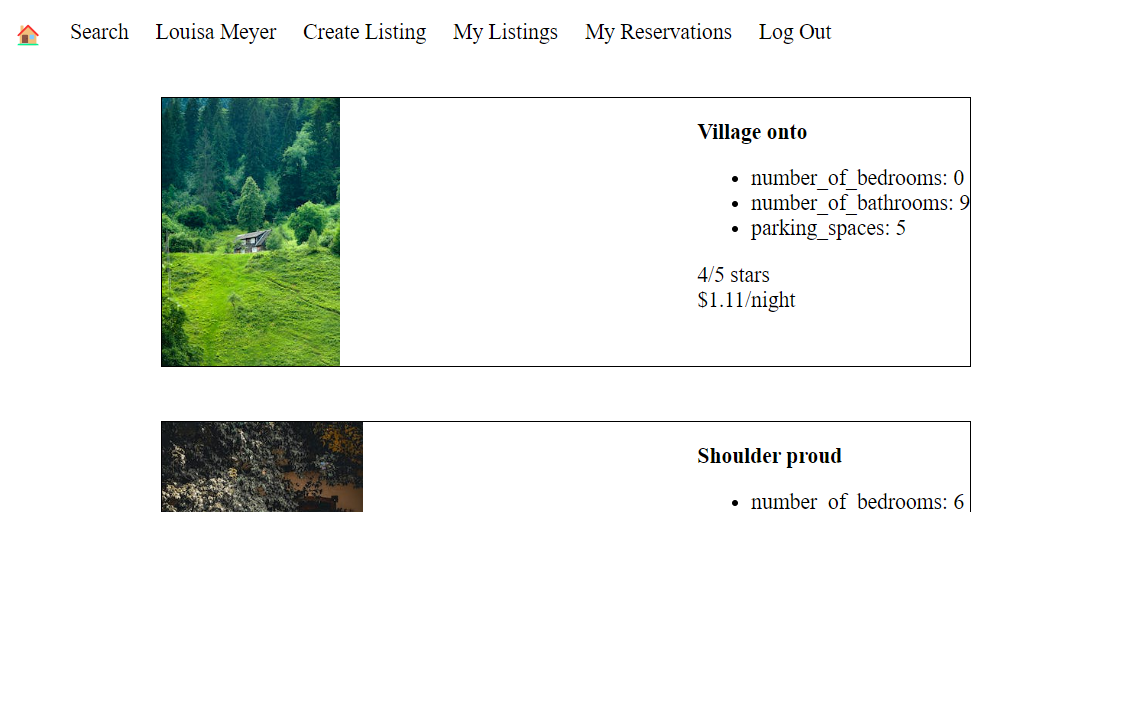 Search Louisa Meyer Create Listing My Listings My Reservations Log Out
Village onto
number_of_bedrooms: 0
number_of_bathrooms: 9
parking_spaces: 5
4/5 stars
$1.11/night
Shoulder proud
number_of_bedrooms: 6